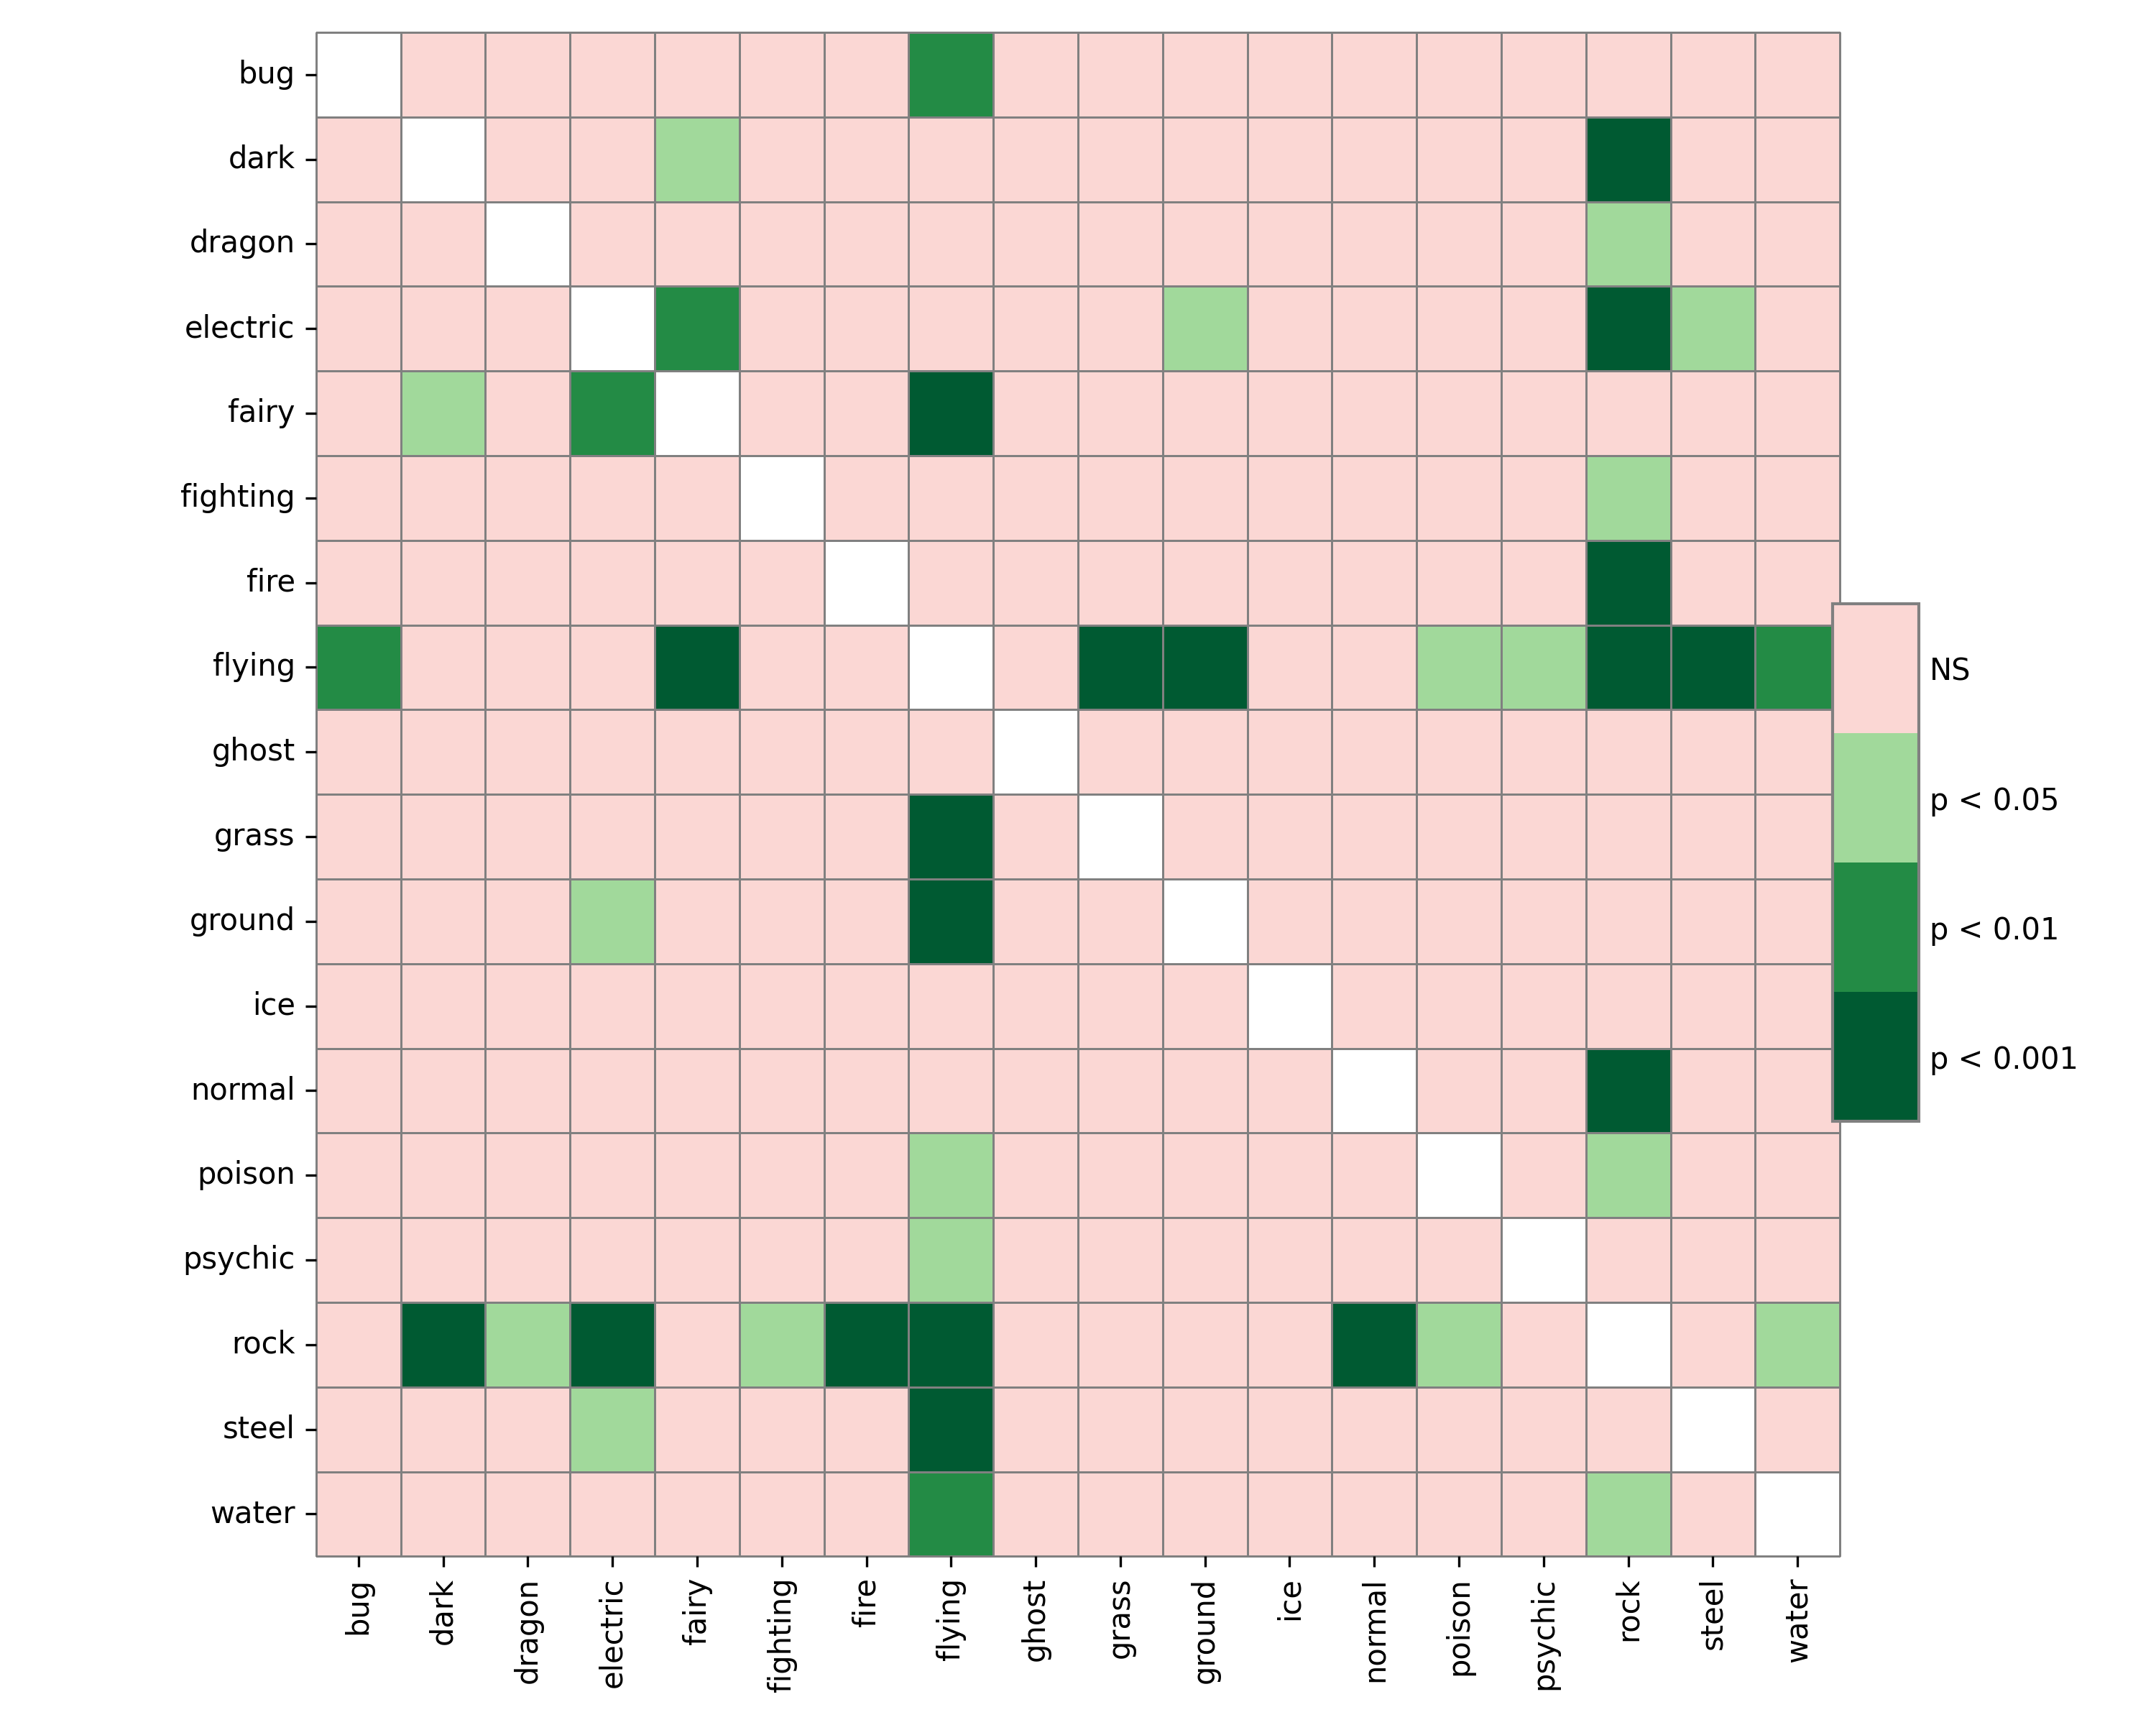 bug
dark
dragon
electric
fairy
fighting
fire
flying
ghost
grass
ground
ice
normal
poison
psychic
rock
steel
water
NS
p < 0.05
p < 0.01
p < 0.001
bug
dark
dragon
electric
fairy
fighting
fire
flying
ghost
grass
ground
ice
normal
poison
psychic
rock
steel
water